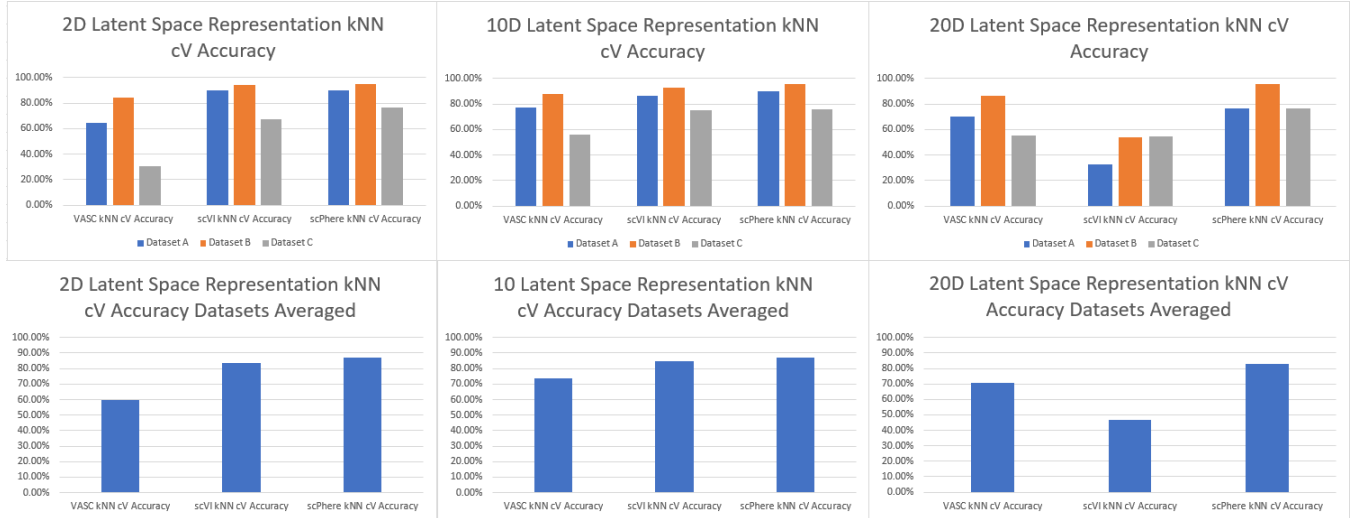 2D Latent Space Representation kNN
cV Accuracy
100.00%
80.00%
60.00%
40.00%
20.00%
0.00%
VASC kNN cV Accuracy scVI kNN cV Accuracy scPhere kNN cV Accuracy
Dataset A Dataset B Dataset C
10D Latent Space Representation kNN
cV Accuracy
100.00%
80.00%
60.00%
40.00%
20.00%
0.00%
VASC kNN cV Accuracy scVI kNN cV Accuracy scPhere kNN cV Accuracy
Dataset A Dataset B Dataset C
20D Latent Space Representation kNN cV
Accuracy
100.00%
80.00%
60.00%
40.00%
20.00%
0.00%
VASC kNN cV Accuracy scVI kNN cV Accuracy scPhere kNN cV Accuracy
Dataset A Dataset B Dataset C
2D Latent Space Representation kNN
cV Accuracy Datasets Averaged
100.00%
90.00%
80.00%
70.00%
60.00%
50.00%
40.00%
30.00%
20.00%
10.00%
0.00%
VASC kNN cV Accuracy scVI kNN cV Accuracy scPhere kNN cV Accuracy
10 Latent Space Representation kNN
cV Accuracy Datasets Averaged
100.00%
90.00%
80.00%
70.00%
60.00%
50.00%
40.00%
30.00%
20.00%
10.00%
0.00%
VASC kNN cV Accuracy scVI kNN cV Accuracy scPhere kNN cV Accuracy
20D Latent Space Representation kNN cV
Accuracy Datasets Averaged
100.00%
90.00%
80.00%
70.00%
60.00%
50.00%
40.00%
30.00%
20.00%
10.00%
0.00%
VASC kNN cV Accuracy scVI kNN cV Accuracy scPhere kNN cV Accuracy